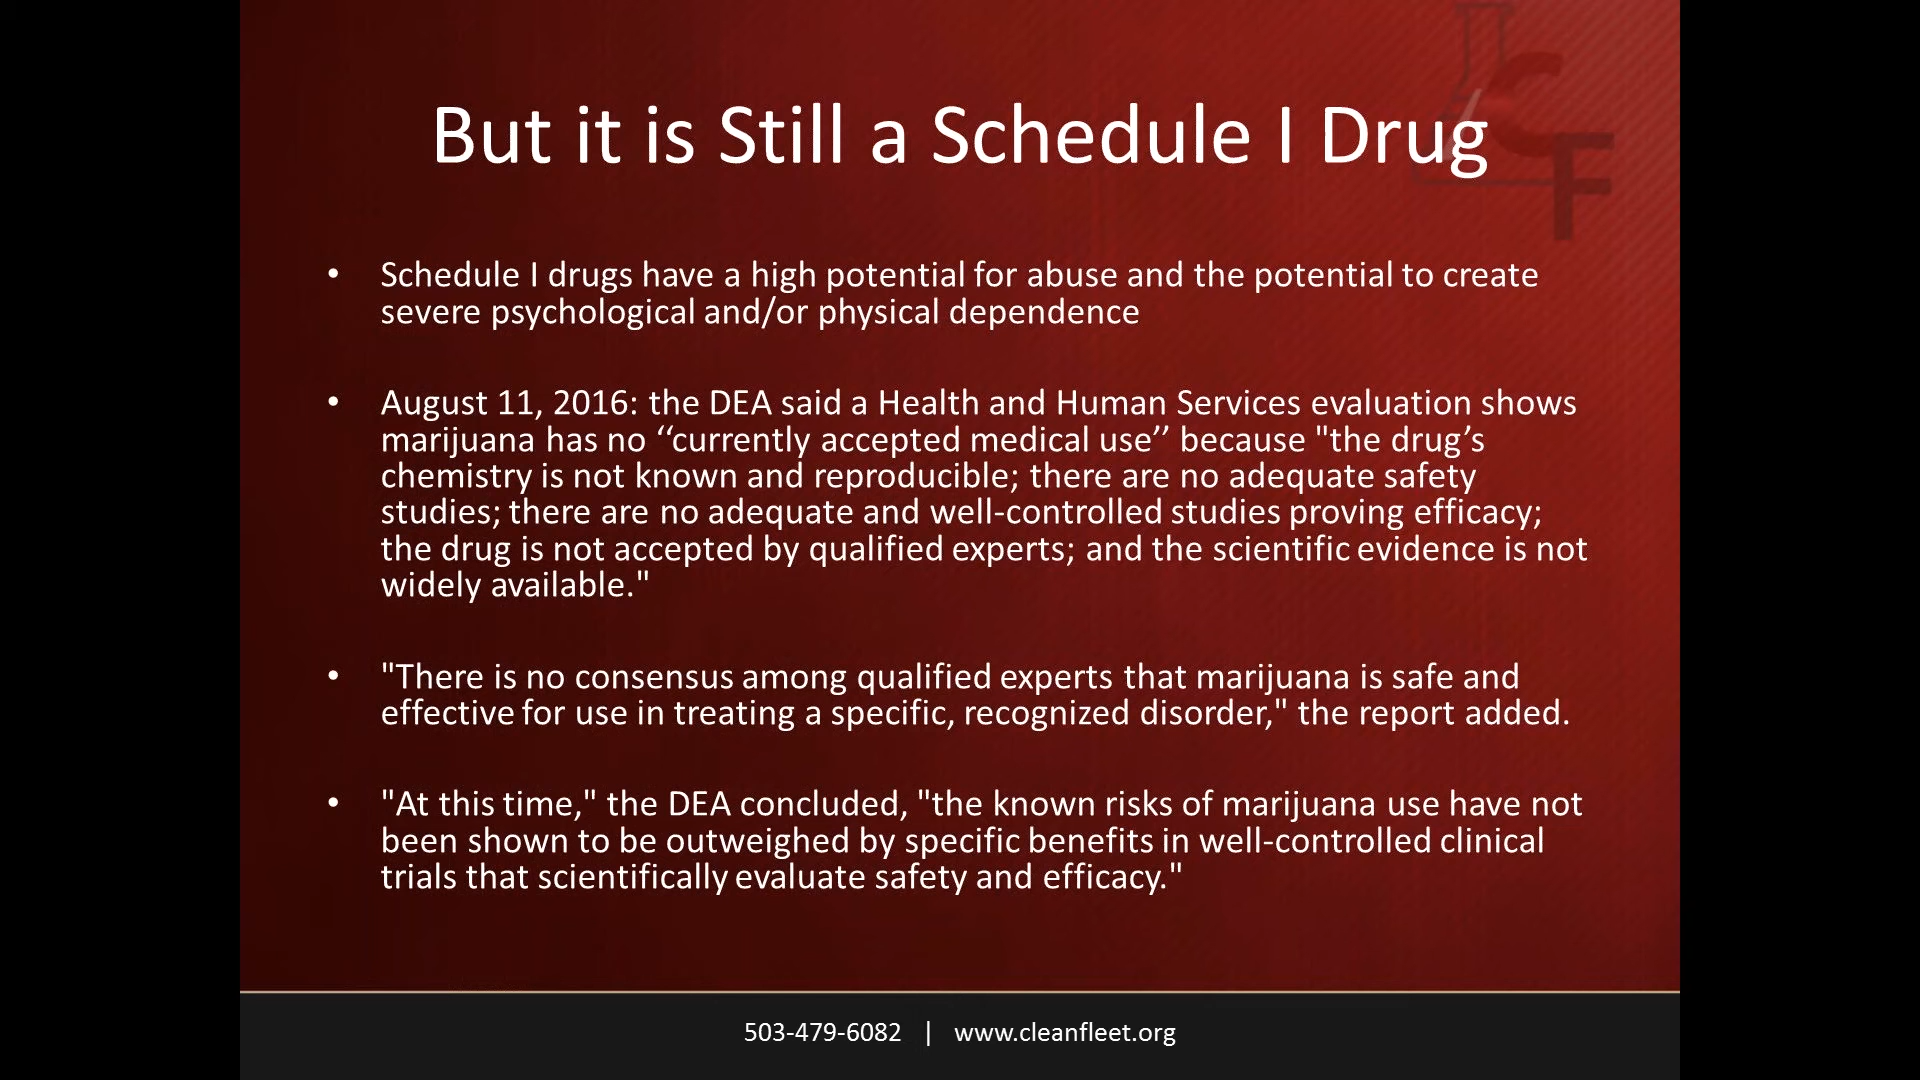 But it is Still a Schedule I Drug
• Schedule I drugs have a high potential for abuse and the potential to create
severe psychological and/or physical dependence
• August 11, 2016: the DEA said a Health and Human Services evaluation shows
marijuana has no ‘‘currently accepted medical use’’ because "the drug’s
chemistry is not known and reproducible; there are no adequate safety
studies; there are no adequate and well-controlled studies proving efficacy;
the drug is not accepted by qualified experts; and the scientific evidence is not
widely available."
• "There is no consensus among qualified experts that marijuana is safe and
effective for use in treating a specific, recognized disorder," the report added.
• "At this time," the DEA concluded, "the known risks of marijuana use have not
been shown to be outweighed by specific benefits in well-controlled clinical
trials that scientifically evaluate safety and efficacy."
503-479-6082 | www.cleanfleet.org
CF